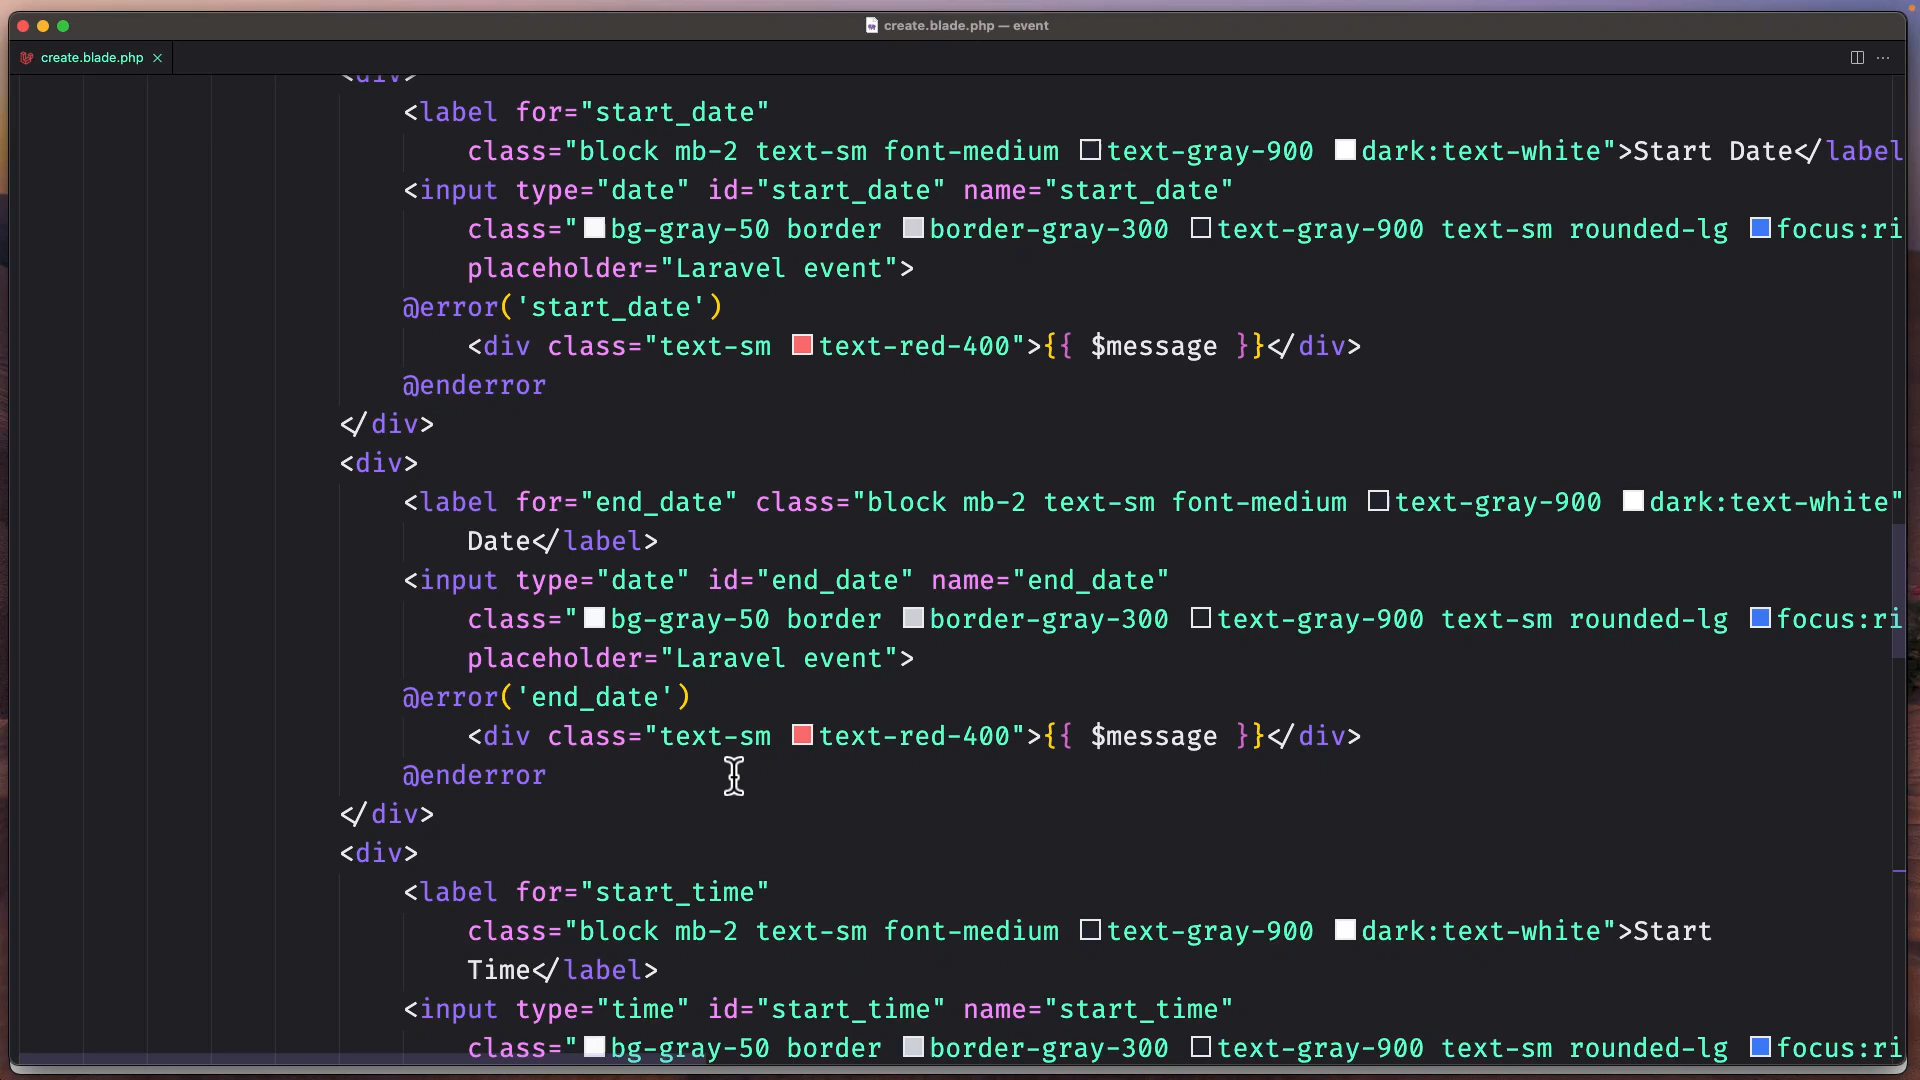 create.blade.php — event
create.blade.php
<div>
<label for="start_date"
class="block mb-2 text-sm font-medium text-gray-900 dark:text-white">Start Date</label
<input type="date" id="start_date" name="start_date"
class="bg-gray-50 border border-gray-300 text-gray-900 text-sm rounded-lg focus:ri
placeholder="Laravel event">
@error('start_date')
<div class="text-sm text-red-400">{{ $message }}</div>
@enderror
</div>
<div>
<label for="end_date" class="block mb-2 text-sm font-medium text-gray-900 dark:text-white"
Date</label>
<input type="date" id="end_date" name="end_date"
class="bg-gray-50 border border-gray-300 text-gray-900 text-sm rounded-lg focus:ri
placeholder="Laravel event">
@error('end_date')
<div class="text-sm text-red-400">{{ $message }}</div>
@enderror
</div>
<div>
<label for="start_time"
class="block mb-2 text-sm font-medium text-gray-900 dark:text-white">Start
Time</label>
<input type="time" id="start_time" name="start_time"
class="bg-gray-50 border border-gray-300 text-gray-900 text-sm rounded-lg focus:ri